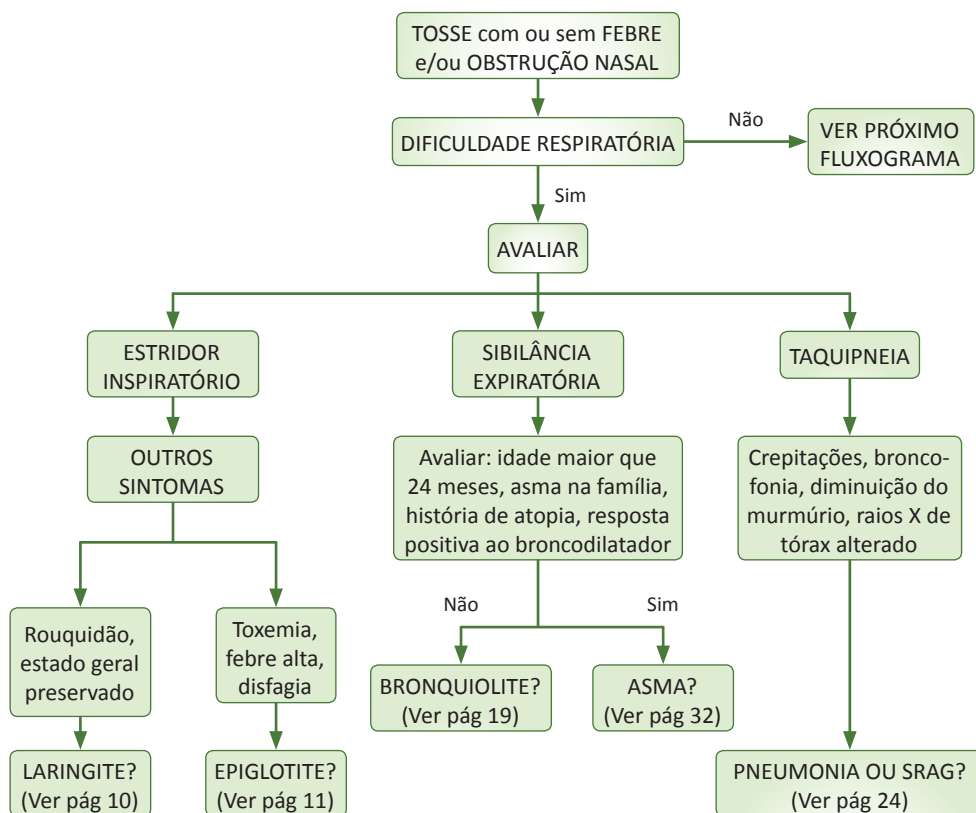 TOSSE com ou sem FEBRE
e/ou OBSTRUÇÃO NASAL
DIFICULDADE RESPIRATÓRIA
Não
VER PRÓXIMO
FLUXOGRAMA
Sim
AVALIAR
ESTRIDOR
INSPIRATÓRIO
SIBILÂNCIA
EXPIRATÓRIA
TAQUIPNEIA
OUTROS
SINTOMAS
Avaliar: idade maior que
24 meses, asma na família,
história de atopia, resposta
positiva ao broncodilatador
Crepitações, bronco-
fonia, diminuição do
murmúrio, raios X de
tórax alterado
Rouquidão,
estado geral
preservado
Toxemia,
febre alta,
disfagia
Não
Sim
BRONQUIOLITE?
(Ver pág 19)
ASMA?
(Ver pág 32)
LARINGITE?
(Ver pág 10)
EPIGLOTITE?
(Ver pág 11)
PNEUMONIA OU SRAG?
(Ver pág 24)